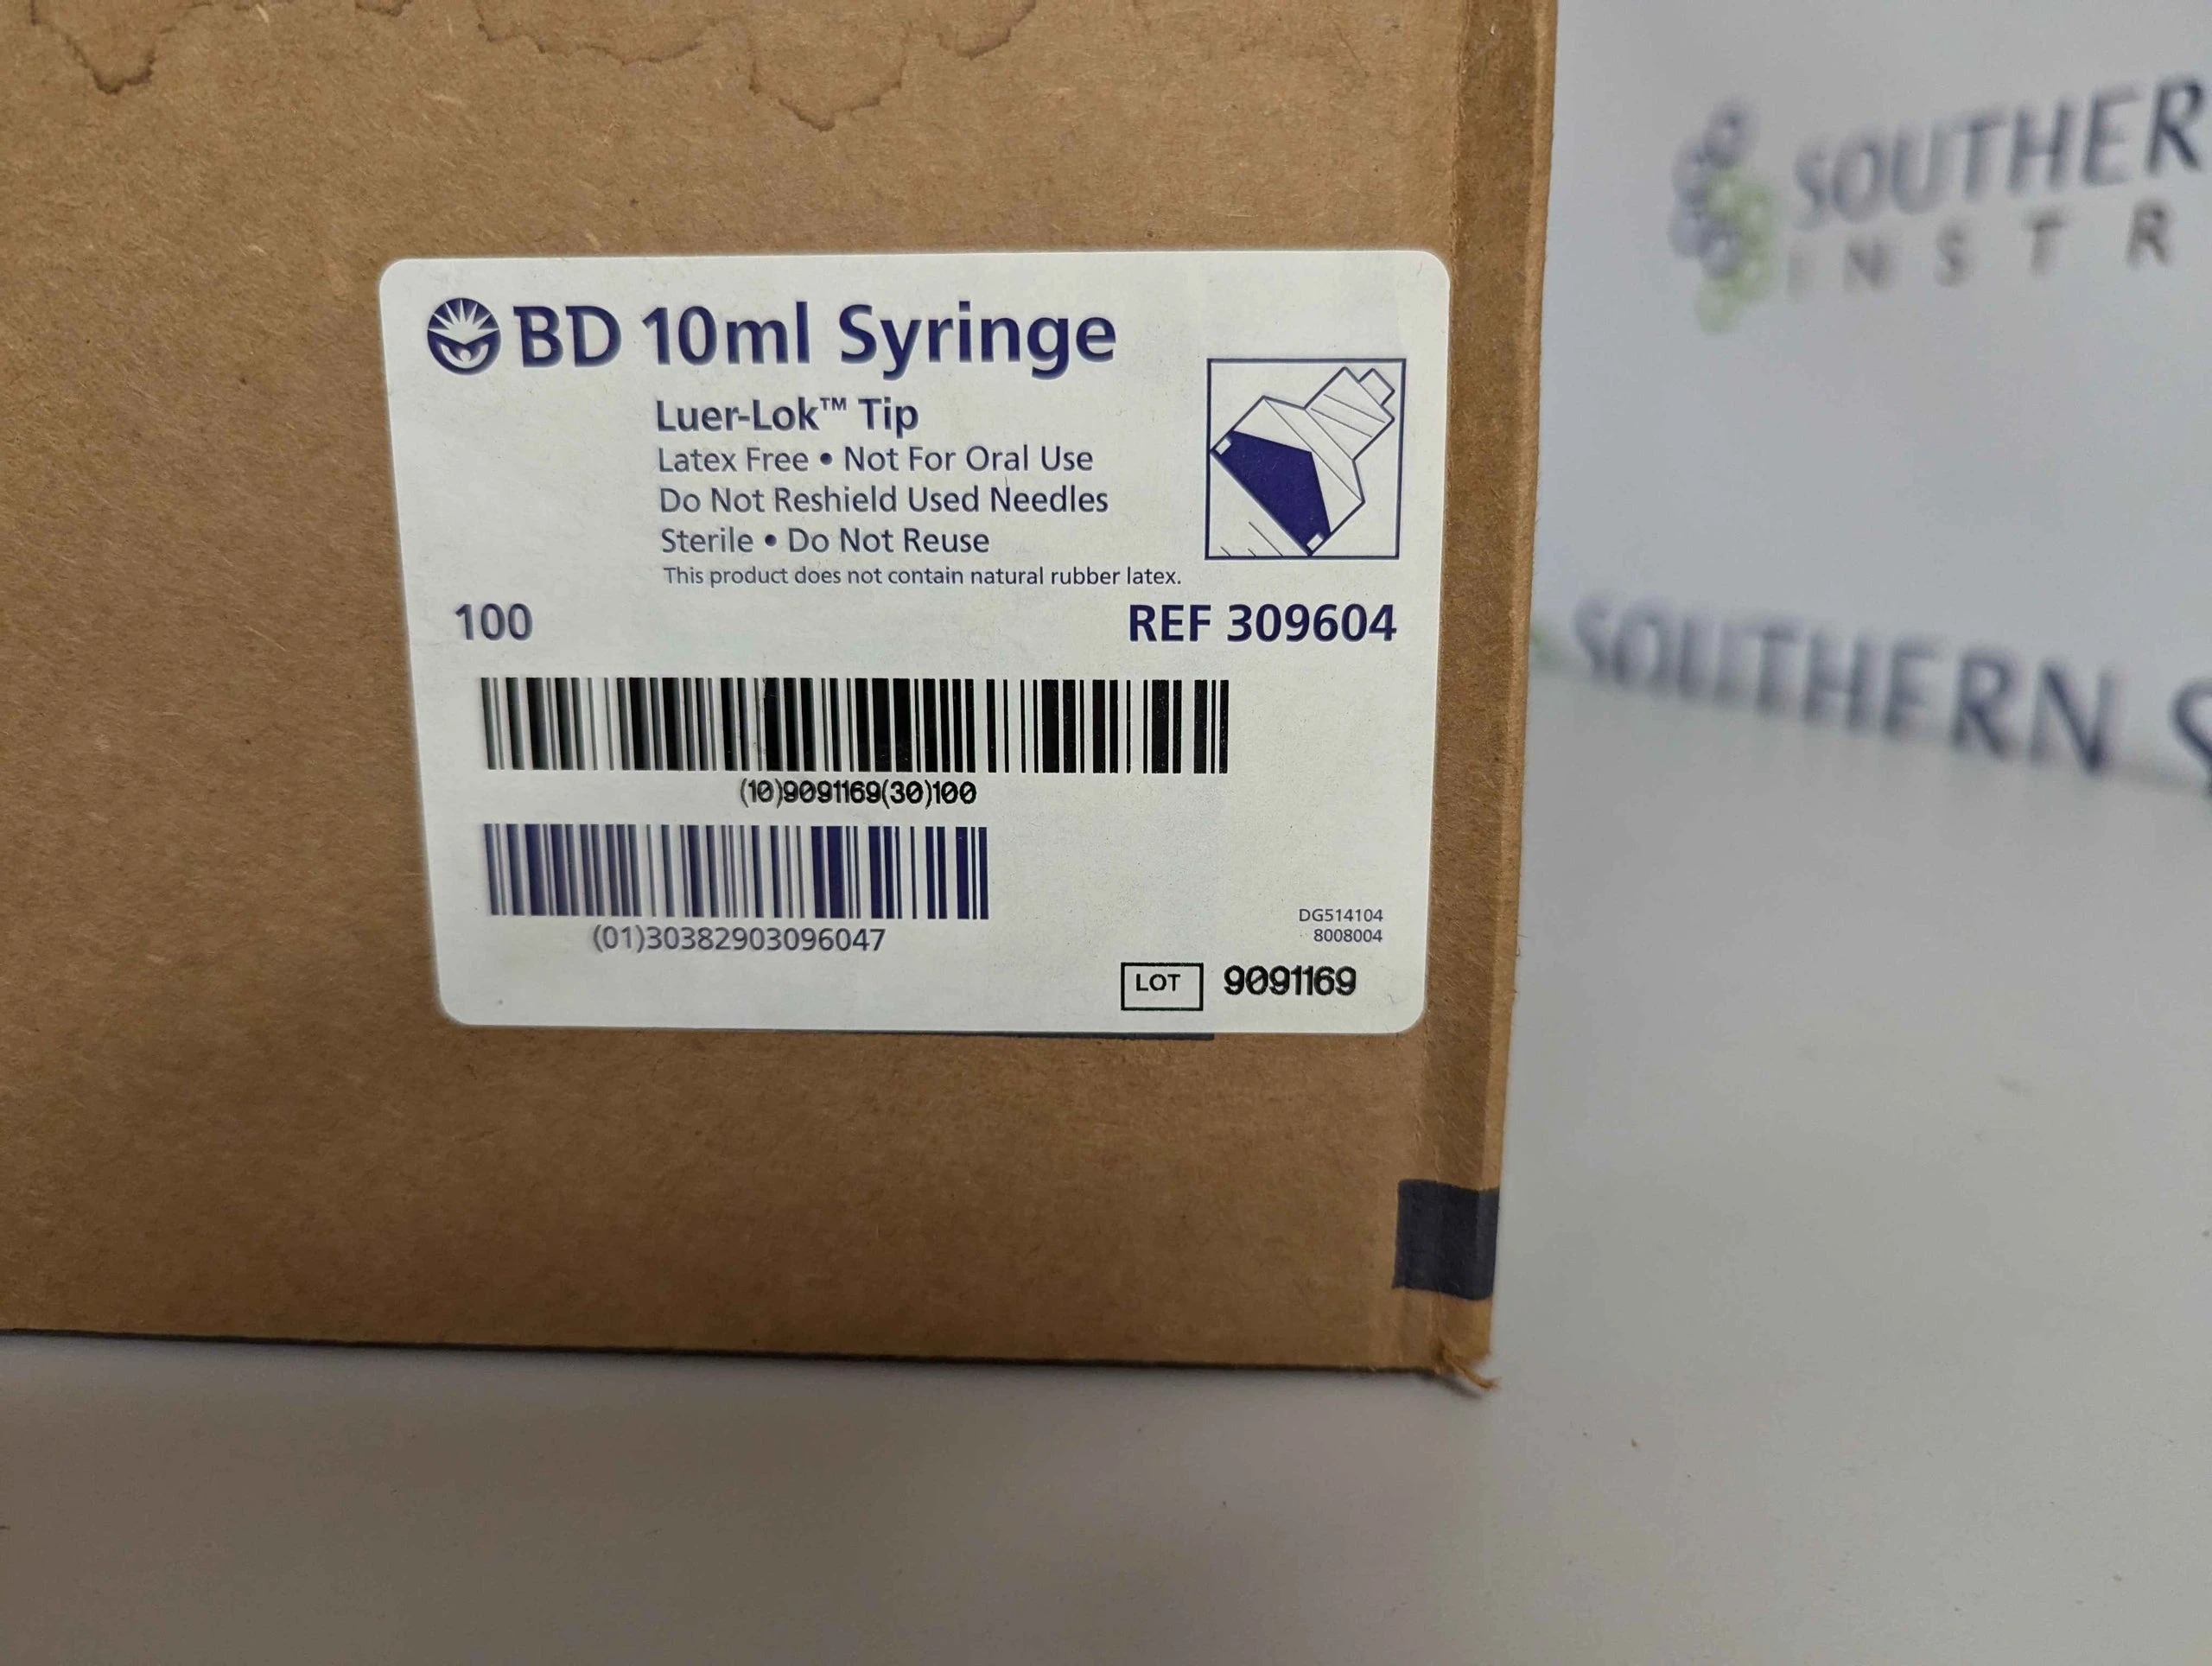 BD 10ml Syringe
Luer-Lok™ Tip
Latex Free • Not For Oral Use
Do Not Reshield Used Needles
Sterile • Do Not Reuse
This product does not contain natural rubber latex.
100
REF 309604
(10)9091169(30)100
(01)30382903096047
DG514104
8008004
LOT 9091169
SOUTHER
INSTR
SOUTHERN S